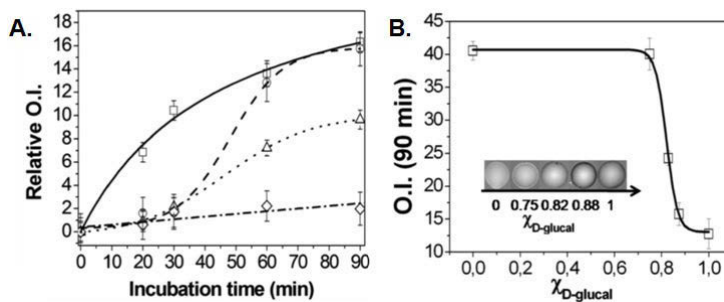 A.
Relative O.I.
18
16
14
12
10
8
6
4
2
0
0 10 20 30 40 50 60 70 80 90
Incubation time (min)
B.
O.I. (90 min)
45
40
35
30
25
20
15
10
0 0.75 0.82 0.88 1
χD-glucal
0,0 0,2 0,4 0,6 0,8 1,0
χD-glucal